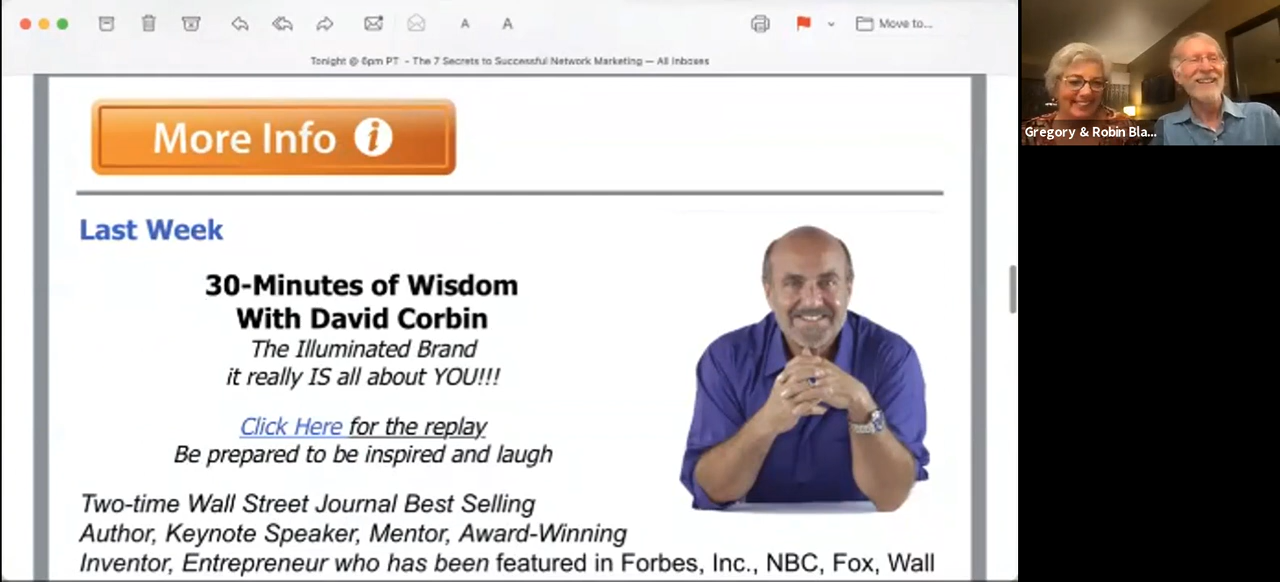 A A
Move to...
Tonight @ 6pm PT - The 7 Secrets to Successful Network Marketing — All Inboxes
More Info i
Gregory & Robin Bla...
Last Week
30-Minutes of Wisdom
With David Corbin
The Illuminated Brand
it really IS all about YOU!!!
Click Here for the replay
Be prepared to be inspired and laugh
Two-time Wall Street Journal Best Selling
Author, Keynote Speaker, Mentor, Award-Winning
Inventor, Entrepreneur who has been featured in Forbes, Inc., NBC, Fox, Wall